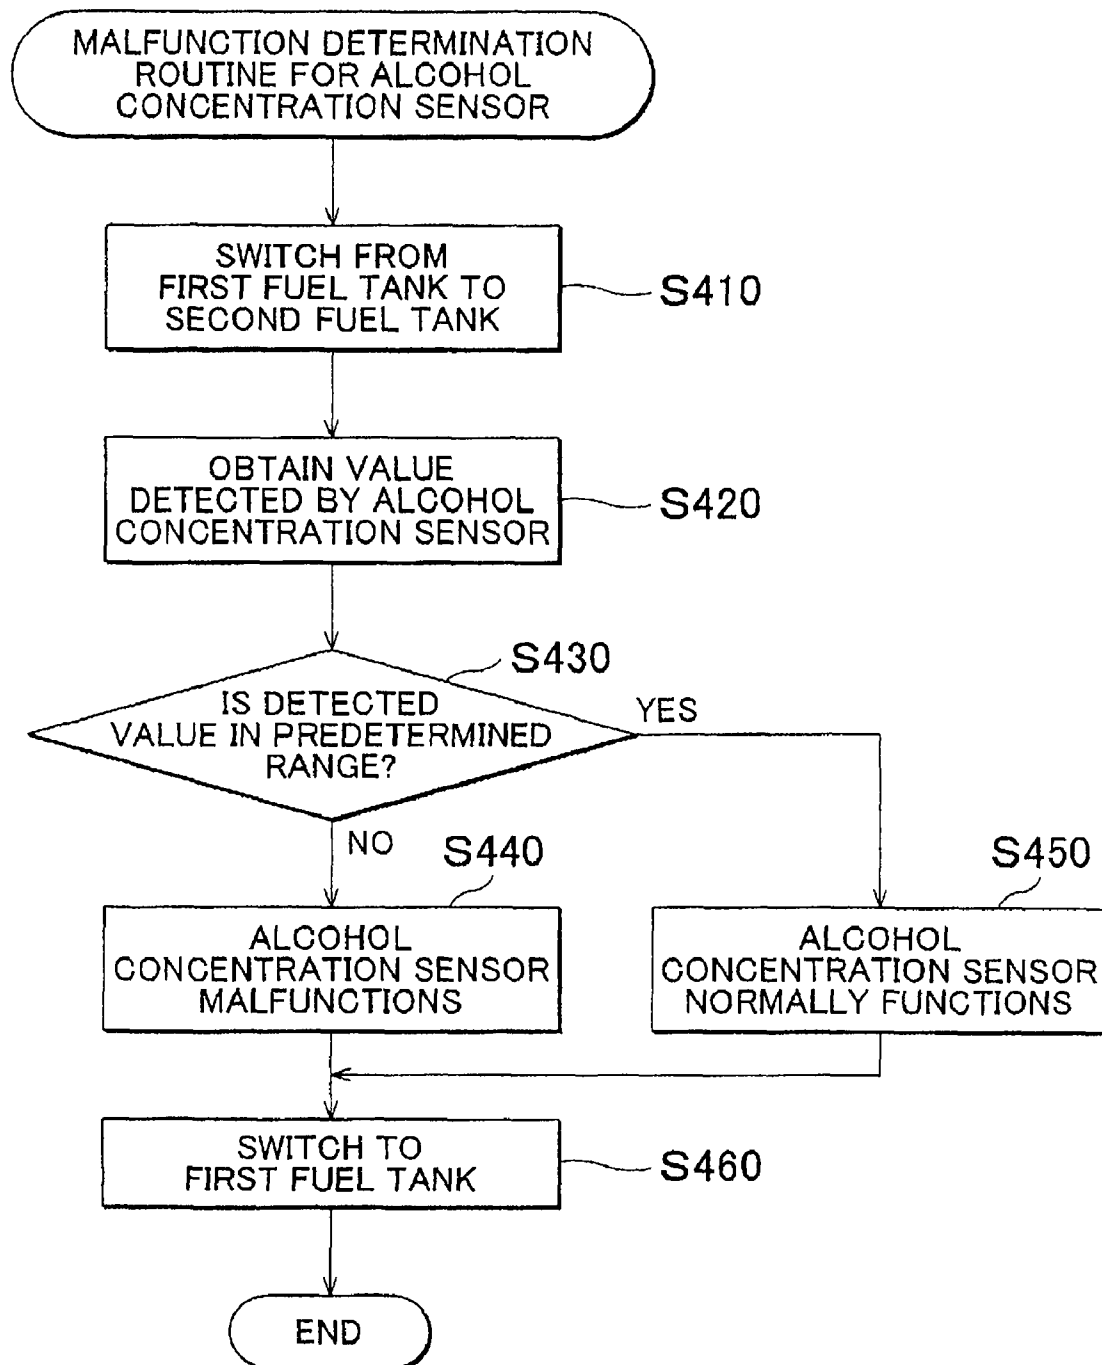 MALFUNCTION DETERMINATION
ROUTINE FOR ALCOHOL
CONCENTRATION SENSOR
SWITCH FROM
FIRST FUEL TANK TO
SECOND FUEL TANK
S410
OBTAIN VALUE
DETECTED BY ALCOHOL
CONCENTRATION SENSOR
S420
S430
IS DETECTED
VALUE IN PREDETERMINED
RANGE?
YES
NO
S440
ALCOHOL
CONCENTRATION SENSOR
MALFUNCTIONS
S450
ALCOHOL
CONCENTRATION SENSOR
NORMALLY FUNCTIONS
SWITCH TO
FIRST FUEL TANK
S460
END